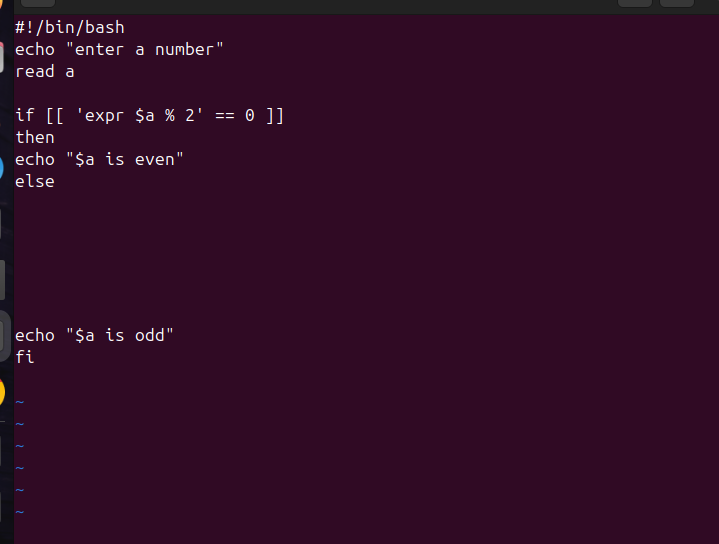 #!/bin/bash
echo "enter a number"
read a
if [[ 'expr $a % 2' == 0 ]]
then
echo "$a is even"
else
echo "$a is odd"
fi
~
~
~
~
~
~